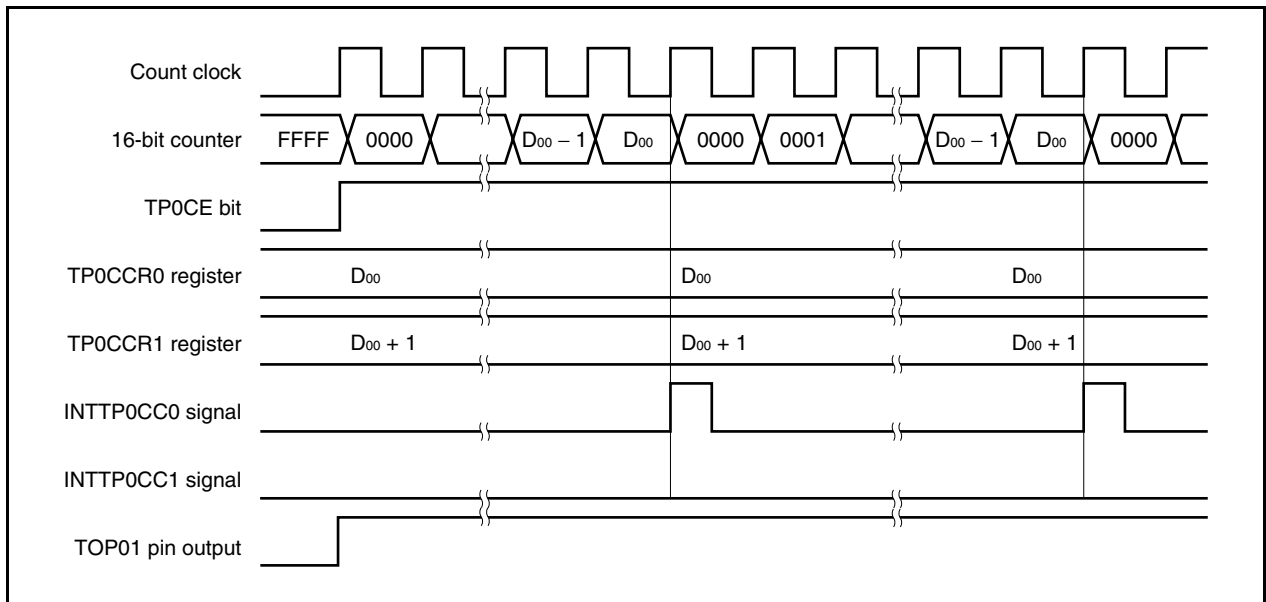 Count clock
16-bit counter FFFF 0000 D00 − 1 D00 0000 0001 D00 − 1 D00 0000
TP0CE bit
TP0CCR0 register D00 D00 D00
TP0CCR1 register D00 + 1 D00 + 1 D00 + 1
INTTP0CC0 signal
INTTP0CC1 signal
TOP01 pin output